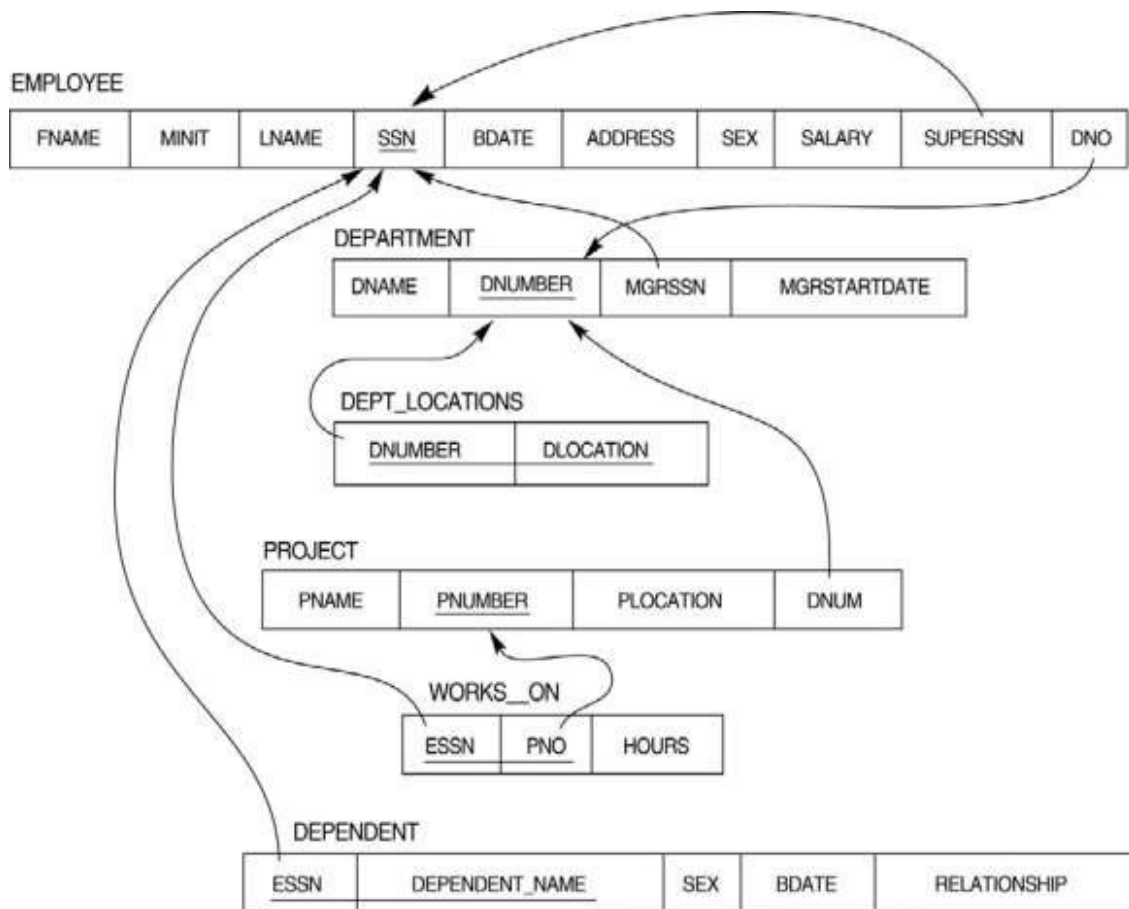 EMPLOYEE
FNAME MINIT LNAME SSN BDATE ADDRESS SEX SALARY SUPERSSN DNO
DEPARTMENT
DNAME DNUMBER MGRSSN MGRSTARTDATE
DEPT_LOCATIONS
DNUMBER DLOCATION
PROJECT
PNAME PNUMBER PLOCATION DNUM
WORKS__ON
ESSN PNO HOURS
DEPENDENT
ESSN DEPENDENT_NAME SEX BDATE RELATIONSHIP